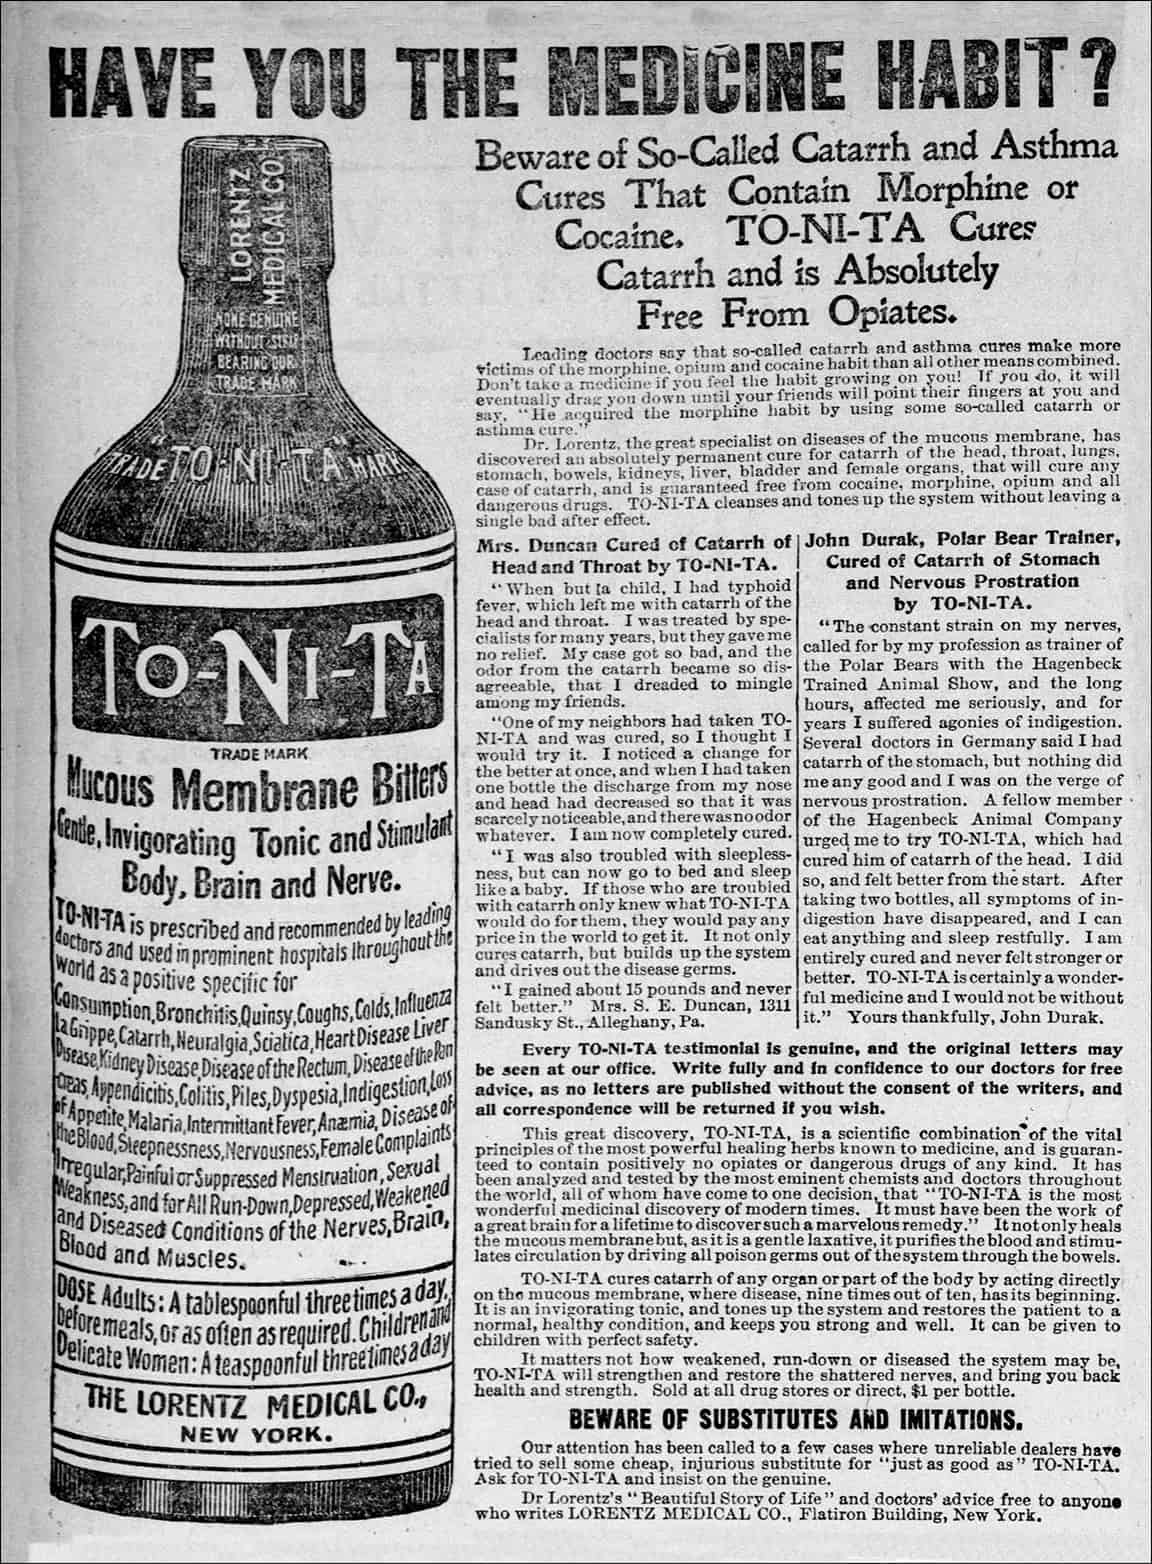 HAVE YOU THE MEDICINE HABIT?
LORENTZ
MEDICAL CO.
NONE GENUINE
WITHOUT SEAL
BEARING OUR
TRADE MARK
TRADE "TO-NI-TA" MARK
TO-NI-TA
TRADE MARK
Mucous Membrane Bitters
Gentle, Invigorating Tonic and Stimulant
Body, Brain and Nerve.
TO-NI-TA is prescribed and recommended by leading
doctors and used in prominent hospitals throughout the
world as a positive specific for
Consumption, Bronchitis, Quinsy, Coughs, Colds, Influenza
la Grippe, Catarrh, Neuralgia, Sciatica, Heart Disease Liver
Disease, Kidney Disease, Disease of the Rectum, Disease of the Pan
creas, Appendicitis, Colitis, Piles, Dyspesia, Indigestion, Loss
of Appetite, Malaria, Intermittant Fever, Anæmia, Disease of
the Blood, Sleepnessness, Nervousness, Female Complaints
Irregular, Painful or Suppressed Menstruation, Sexual
Weakness, and for All Run-Down, Depressed, Weakened
and Diseased Conditions of the Nerves, Brain,
Blood and Muscles.
DOSE Adults: A tablespoonful three times a day,
before meals, or as often as required. Children and
Delicate Women: A teaspoonful three times a day
THE LORENTZ MEDICAL CO.,
NEW YORK.
Beware of So-Called Catarrh and Asthma
Cures That Contain Morphine or
Cocaine. TO-NI-TA Cures
Catarrh and is Absolutely
Free From Opiates.
Leading doctors say that so-called catarrh and asthma cures make more
victims of the morphine, opium and cocaine habit than all other means combined.
Don't take a medicine if you feel the habit growing on you! If you do, it will
eventually drag you down until your friends will point their fingers at you and
say, "He acquired the morphine habit by using some so-called catarrh or
asthma cure."
Dr. Lorentz, the great specialist on diseases of the mucous membrane, has
discovered an absolutely permanent cure for catarrh of the head, throat, lungs,
stomach, bowels, kidneys, liver, bladder and female organs, that will cure any
case of catarrh, and is guaranteed free from cocaine, morphine, opium and all
dangerous drugs. TO-NI-TA cleanses and tones up the system without leaving a
single bad after effect.
Mrs. Duncan Cured of Catarrh of
Head and Throat by TO-NI-TA.
"When but a child, I had typhoid
fever, which left me with catarrh of the
head and throat. I was treated by spe-
cialists for many years, but they gave me
no relief. My case got so bad, and the
odor from the catarrh became so dis-
agreeable, that I dreaded to mingle
among my friends.
"One of my neighbors had taken TO-
NI-TA and was cured, so I thought I
would try it. I noticed a change for
the better at once, and when I had taken
one bottle the discharge from my nose
and head had decreased so that it was
scarcely noticeable, and there was no odor
whatever. I am now completely cured.
"I was also troubled with sleepless-
ness, but can now go to bed and sleep
like a baby. If those who are troubled
with catarrh only knew what TO-NI-TA
would do for them, they would pay any
price in the world to get it. It not only
cures catarrh, but builds up the system
and drives out the disease germs.
"I gained about 15 pounds and never
felt better." Mrs. S. E. Duncan, 1311
Sandusky St., Alleghany, Pa.
John Durak, Polar Bear Trainer,
Cured of Catarrh of Stomach
and Nervous Prostration
by TO-NI-TA.
"The constant strain on my nerves,
called for by my profession as trainer of
the Polar Bears with the Hagenbeck
Trained Animal Show, and the long
hours, affected me seriously, and for
years I suffered agonies of indigestion.
Several doctors in Germany said I had
catarrh of the stomach, but nothing did
me any good and I was on the verge of
nervous prostration. A fellow member
of the Hagenbeck Animal Company
urged me to try TO-NI-TA, which had
cured him of catarrh of the head. I did
so, and felt better from the start. After
taking two bottles, all symptoms of in-
digestion have disappeared, and I can
eat anything and sleep restfully. I am
entirely cured and never felt stronger or
better. TO-NI-TA is certainly a wonder-
ful medicine and I would not be without
it." Yours thankfully, John Durak.
Every TO-NI-TA testimonial is genuine, and the original letters may
be seen at our office. Write fully and in confidence to our doctors for free
advice, as no letters are published without the consent of the writers, and
all correspondence will be returned if you wish.
This great discovery, TO-NI-TA, is a scientific combination of the vital
principles of the most powerful healing herbs known to medicine, and is guaran-
teed to contain positively no opiates or dangerous drugs of any kind. It has
been analyzed and tested by the most eminent chemists and doctors throughout
the world, all of whom have come to one decision, that "TO-NI-TA is the most
wonderful medicinal discovery of modern times. It must have been the work of
a great brain for a lifetime to discover such a marvelous remedy." It not only heals
the mucous membrane but, as it is a gentle laxative, it purifies the blood and stimu-
lates circulation by driving all poison germs out of the system through the bowels.
TO-NI-TA cures catarrh of any organ or part of the body by acting directly
on the mucous membrane, where disease, nine times out of ten, has its beginning.
It is an invigorating tonic, and tones up the system and restores the patient to a
normal, healthy condition, and keeps you strong and well. It can be given to
children with perfect safety.
It matters not how weakened, run-down or diseased the system may be,
TO-NI-TA will strengthen and restore the shattered nerves, and bring you back
health and strength. Sold at all drug stores or direct, $1 per bottle.
BEWARE OF SUBSTITUTES AND IMITATIONS.
Our attention has been called to a few cases where unreliable dealers have
tried to sell some cheap, injurious substitute for "just as good as" TO-NI-TA.
Ask for TO-NI-TA and insist on the genuine.
Dr Lorentz's "Beautiful Story of Life" and doctors' advice free to anyone
who writes LORENTZ MEDICAL CO., Flatiron Building, New York.